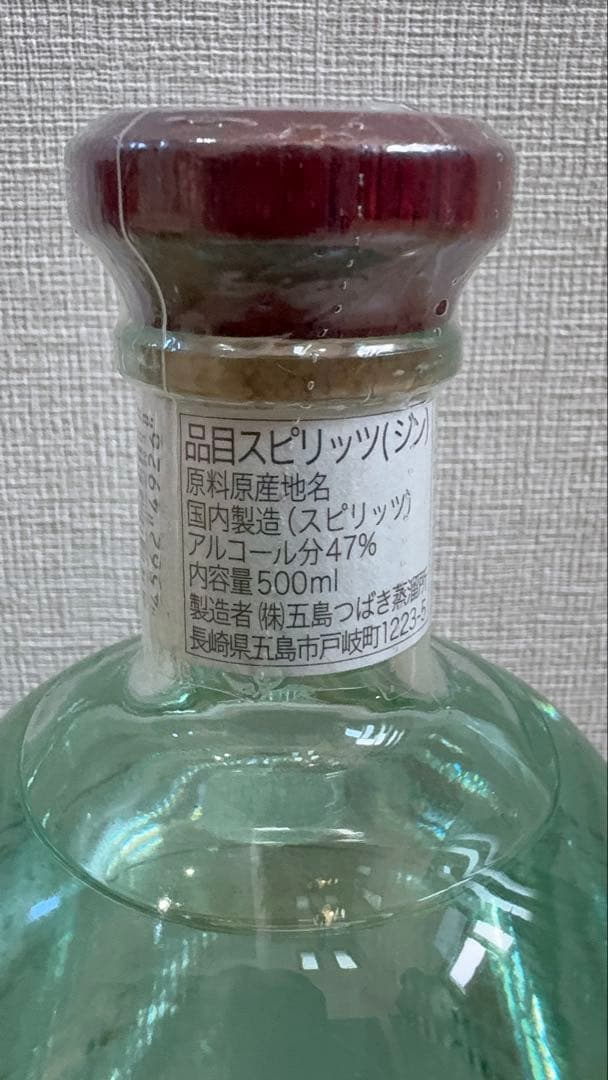 品目スピリッツ(ジン)
原料原産地名
国内製造(スピリッツ)
アルコール分47%
内容量500ml
製造者(株)五島つばき蒸溜所
長崎県五島市戸岐町1223-5